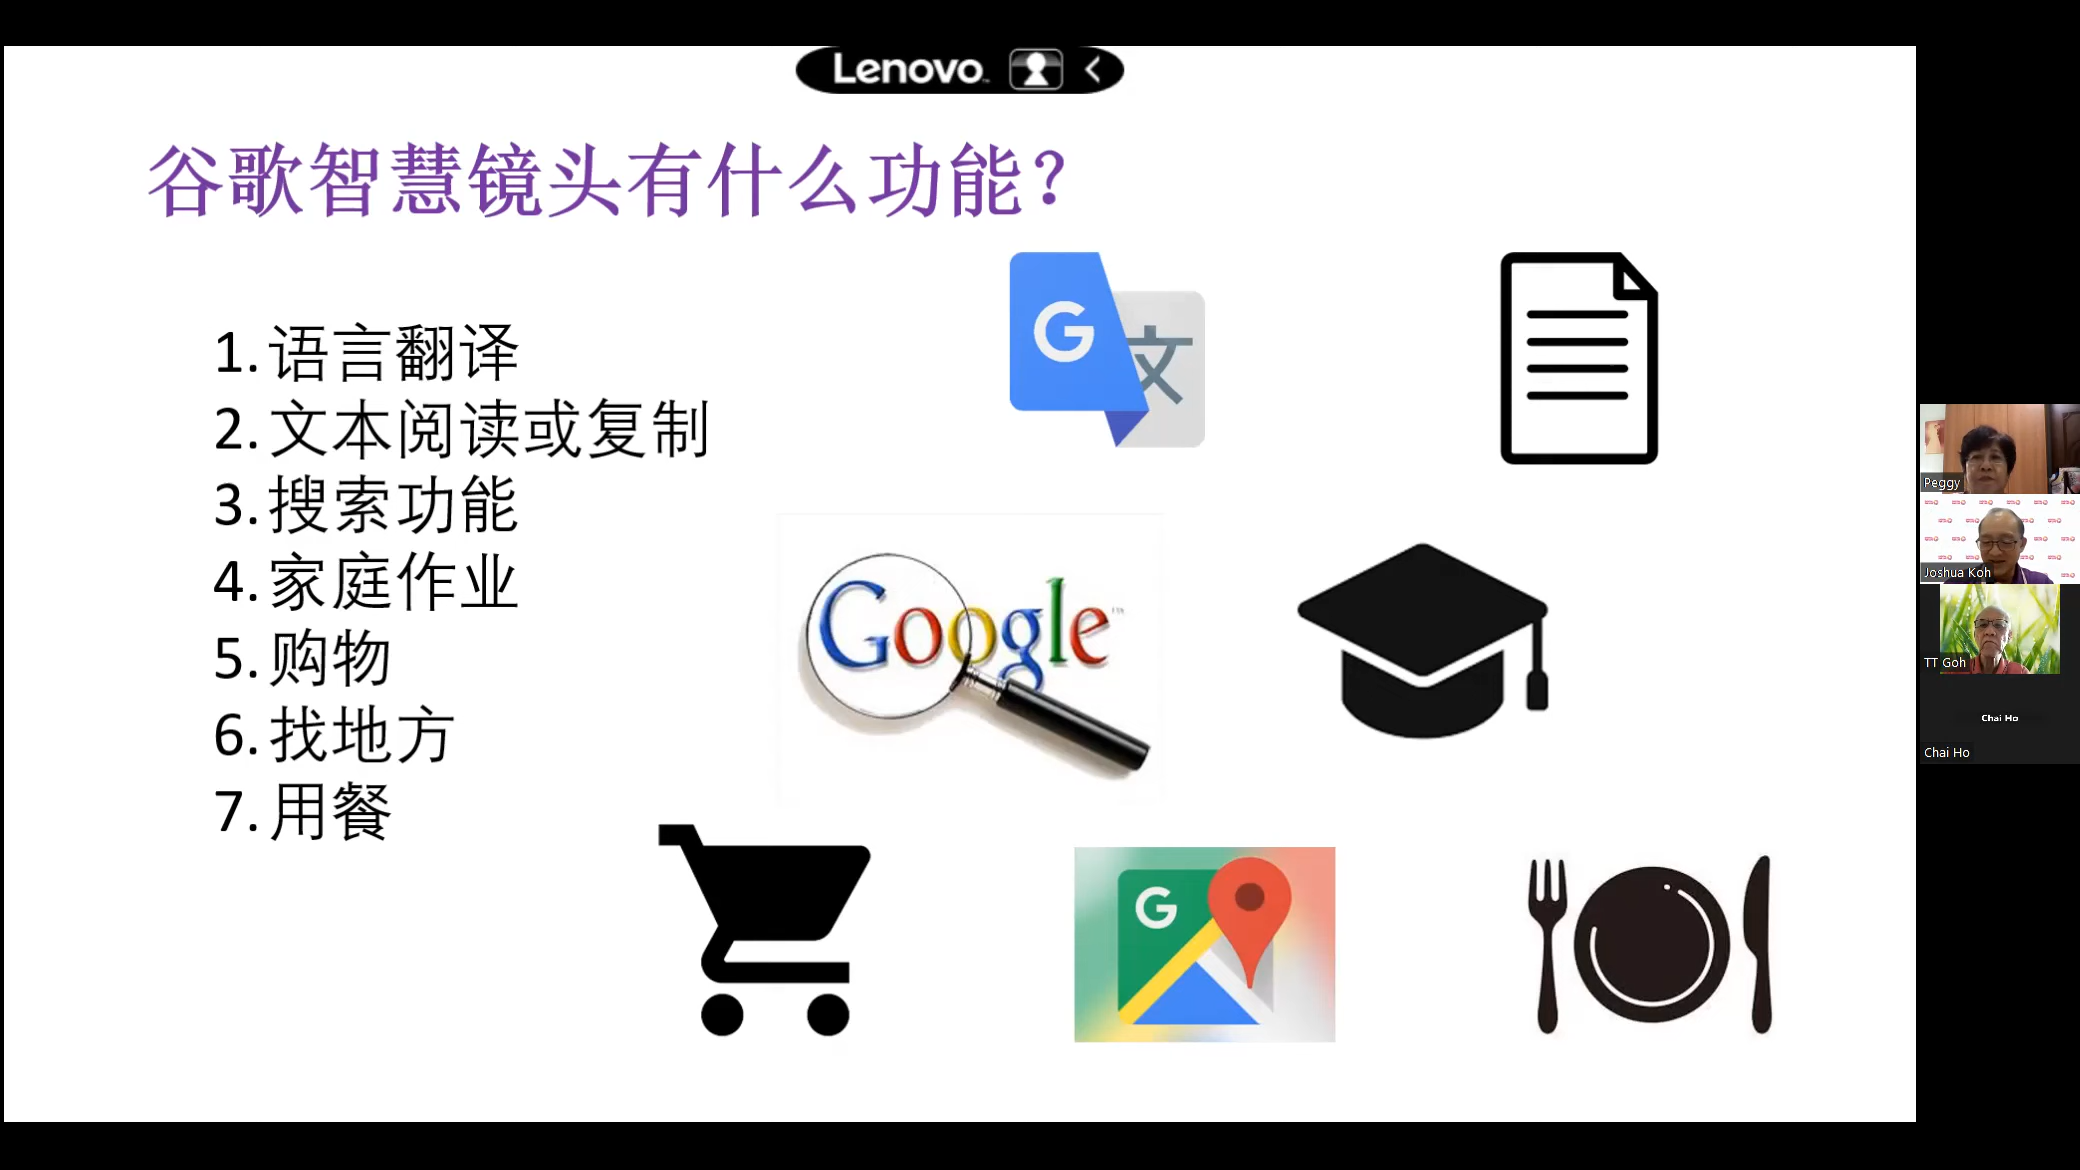 Lenovo
谷歌智慧镜头有什么功能？
1. 语言翻译
2. 文本阅读或复制
3. 搜索功能
4. 家庭作业
5. 购物
6. 找地方
7. 用餐
G 文
Google™
G
Peggy
Joshua Koh
TT Goh
Chai Ho
Chai Ho